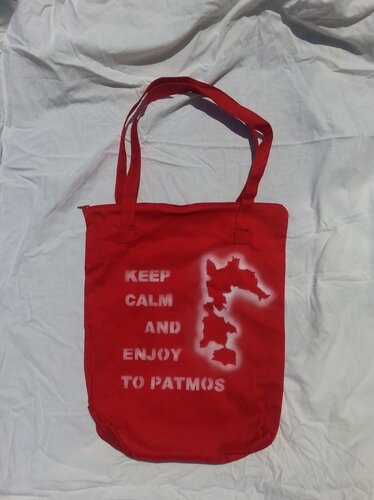 KEEP
CALM
AND
ENJOY
TO PATMOS